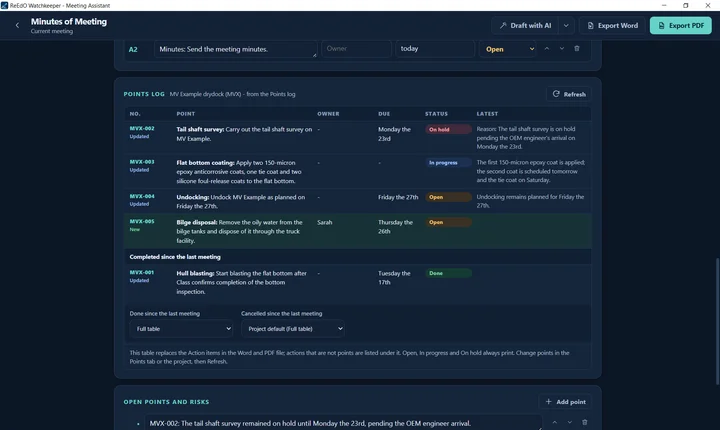 ReEdO Watchkeeper - Meeting Assistant
Minutes of Meeting
Current meeting
Draft with AI
Export Word
Export PDF
A2
Minutes: Send the meeting minutes.
Owner
today
Open
POINTS LOG
MV Example drydock (MVX) - from the Points log
Refresh
NO. POINT OWNER DUE STATUS LATEST
MVX-002
Updated
Tail shaft survey: Carry out the tail shaft survey on
MV Example.
-
Monday the
23rd
On hold
Reason: The tail shaft survey is on hold
pending the OEM engineer's arrival on
Monday the 23rd.
MVX-003
Updated
Flat bottom coating: Apply two 150-micron
epoxy anticorrosive coats, one tie coat and two
silicone foul-release coats to the flat bottom.
-
-
In progress
The first 150-micron epoxy coat is applied;
the second coat is scheduled tomorrow
and the tie coat on Saturday.
MVX-004
Updated
Undocking: Undock MV Example as planned on
Friday the 27th.
-
Friday the 27th
Open
Undocking remains planned for Friday the
27th.
MVX-005
New
Bilge disposal: Remove the oily water from the
bilge tanks and dispose of it through the truck
facility.
Sarah
Thursday the
26th
Open
Completed since the last meeting
MVX-001
Updated
Hull blasting: Start blasting the flat bottom after
Class confirms completion of the bottom
inspection.
-
Tuesday the
17th
Done
Done since the last meeting
Full table
Cancelled since the last meeting
Project default (Full table)
This table replaces the Action items in the Word and PDF file; actions that are not points are listed under it. Open, In progress and On hold always print. Change points in the
Points tab or the project, then Refresh.
OPEN POINTS AND RISKS
Add point
MVX-002: The tail shaft survey remained on hold until Monday the 23rd, pending the OEM engineer arrival.